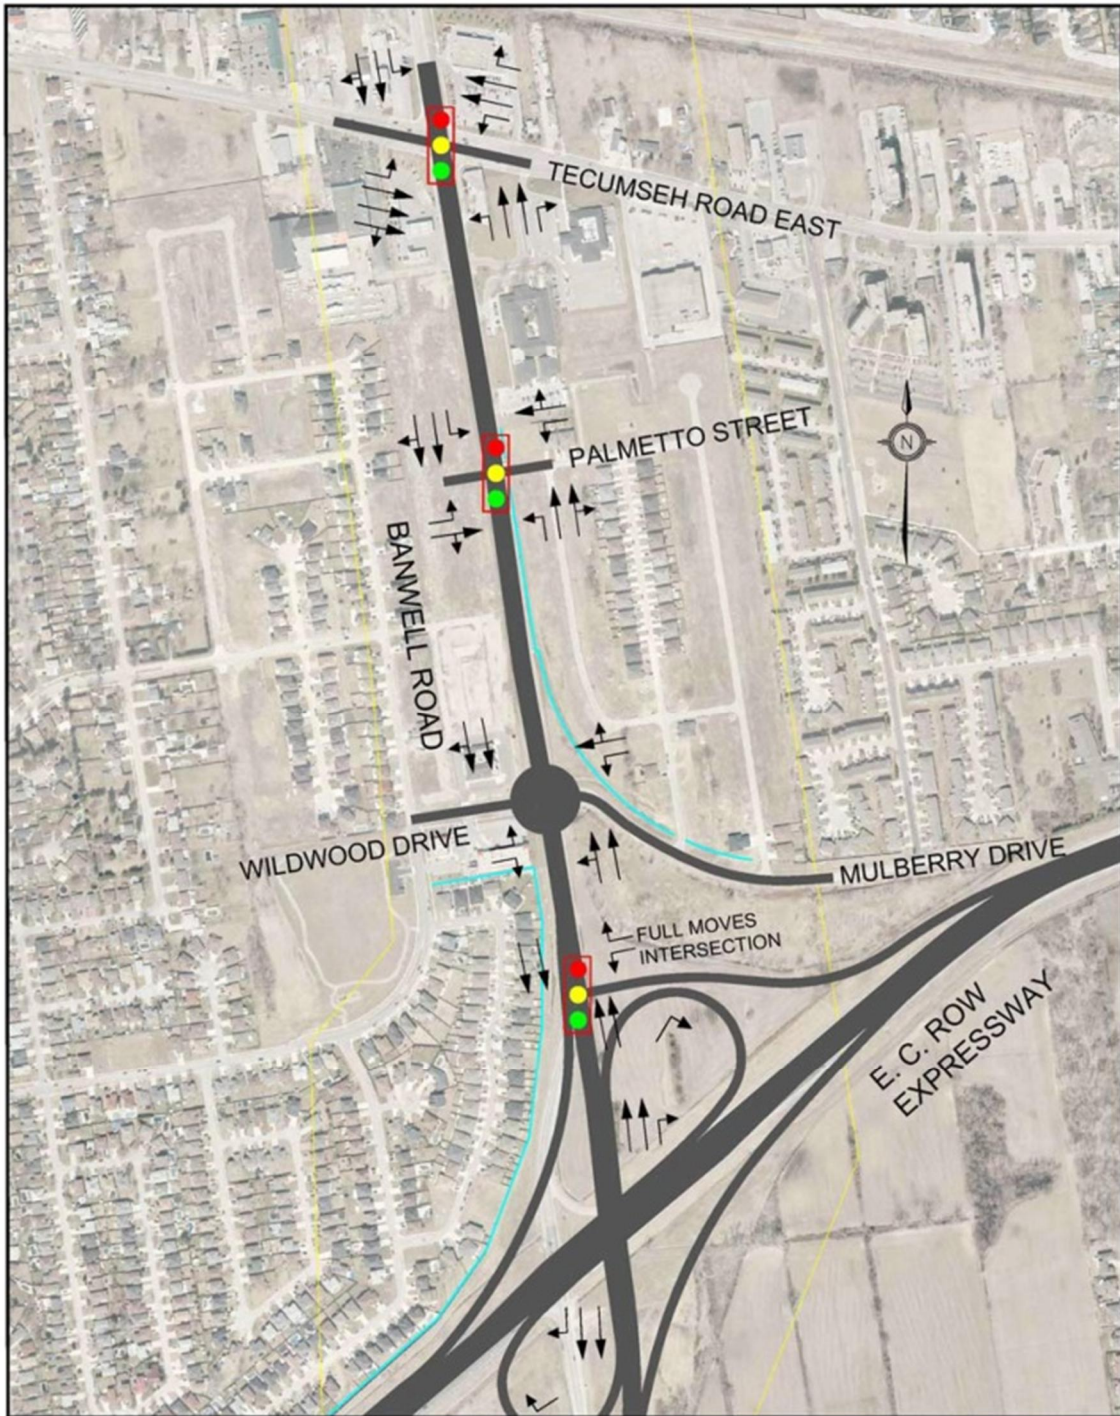 TECUMSEH ROAD EAST
PALMETTO STREET
N
BANWELL ROAD
WILDWOOD DRIVE
MULBERRY DRIVE
FULL MOVES
INTERSECTION
E. C. ROW
EXPRESSWAY